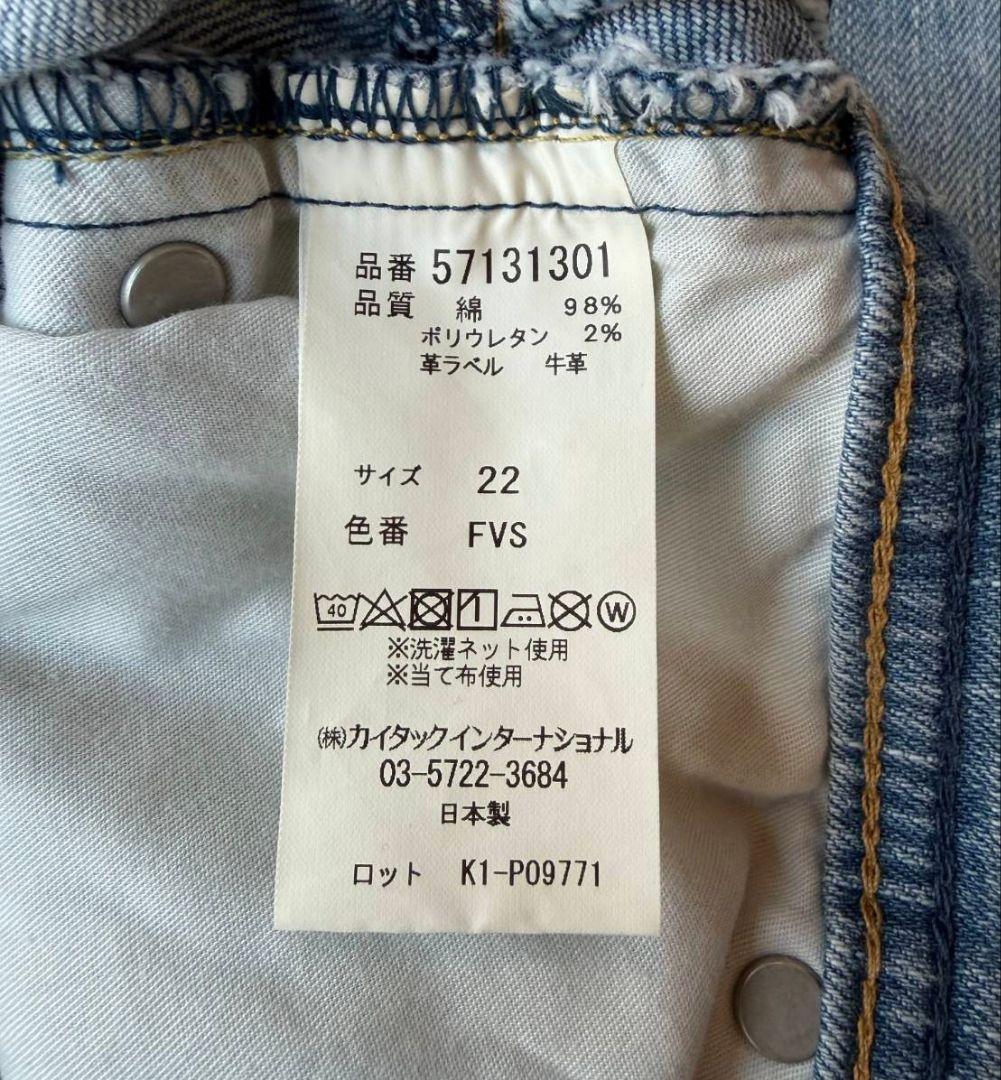 品番 57131301
品質 綿 98%
ポリウレタン 2%
革ラベル 牛革
サイズ 22
色番 FVS
40 W
※洗濯ネット使用
※当て布使用
(株)カイタックインターナショナル
03-5722-3684
日本製
ロット K1-P09771